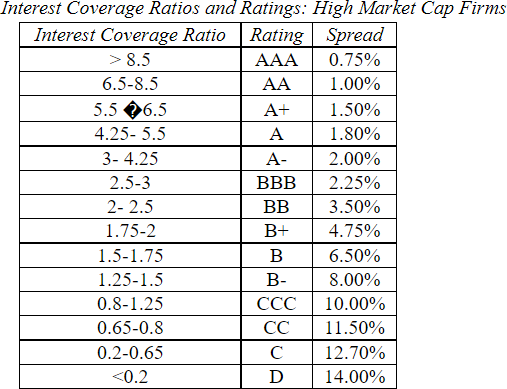 Interest Coverage Ratios and Ratings: High Market Cap Firms
Interest Coverage Ratio Rating Spread
> 8.5 AAA 0.75%
6.5-8.5 AA 1.00%
5.5 �6.5 A+ 1.50%
4.25- 5.5 A 1.80%
3- 4.25 A- 2.00%
2.5-3 BBB 2.25%
2- 2.5 BB 3.50%
1.75-2 B+ 4.75%
1.5-1.75 B 6.50%
1.25-1.5 B- 8.00%
0.8-1.25 CCC 10.00%
0.65-0.8 CC 11.50%
0.2-0.65 C 12.70%
<0.2 D 14.00%